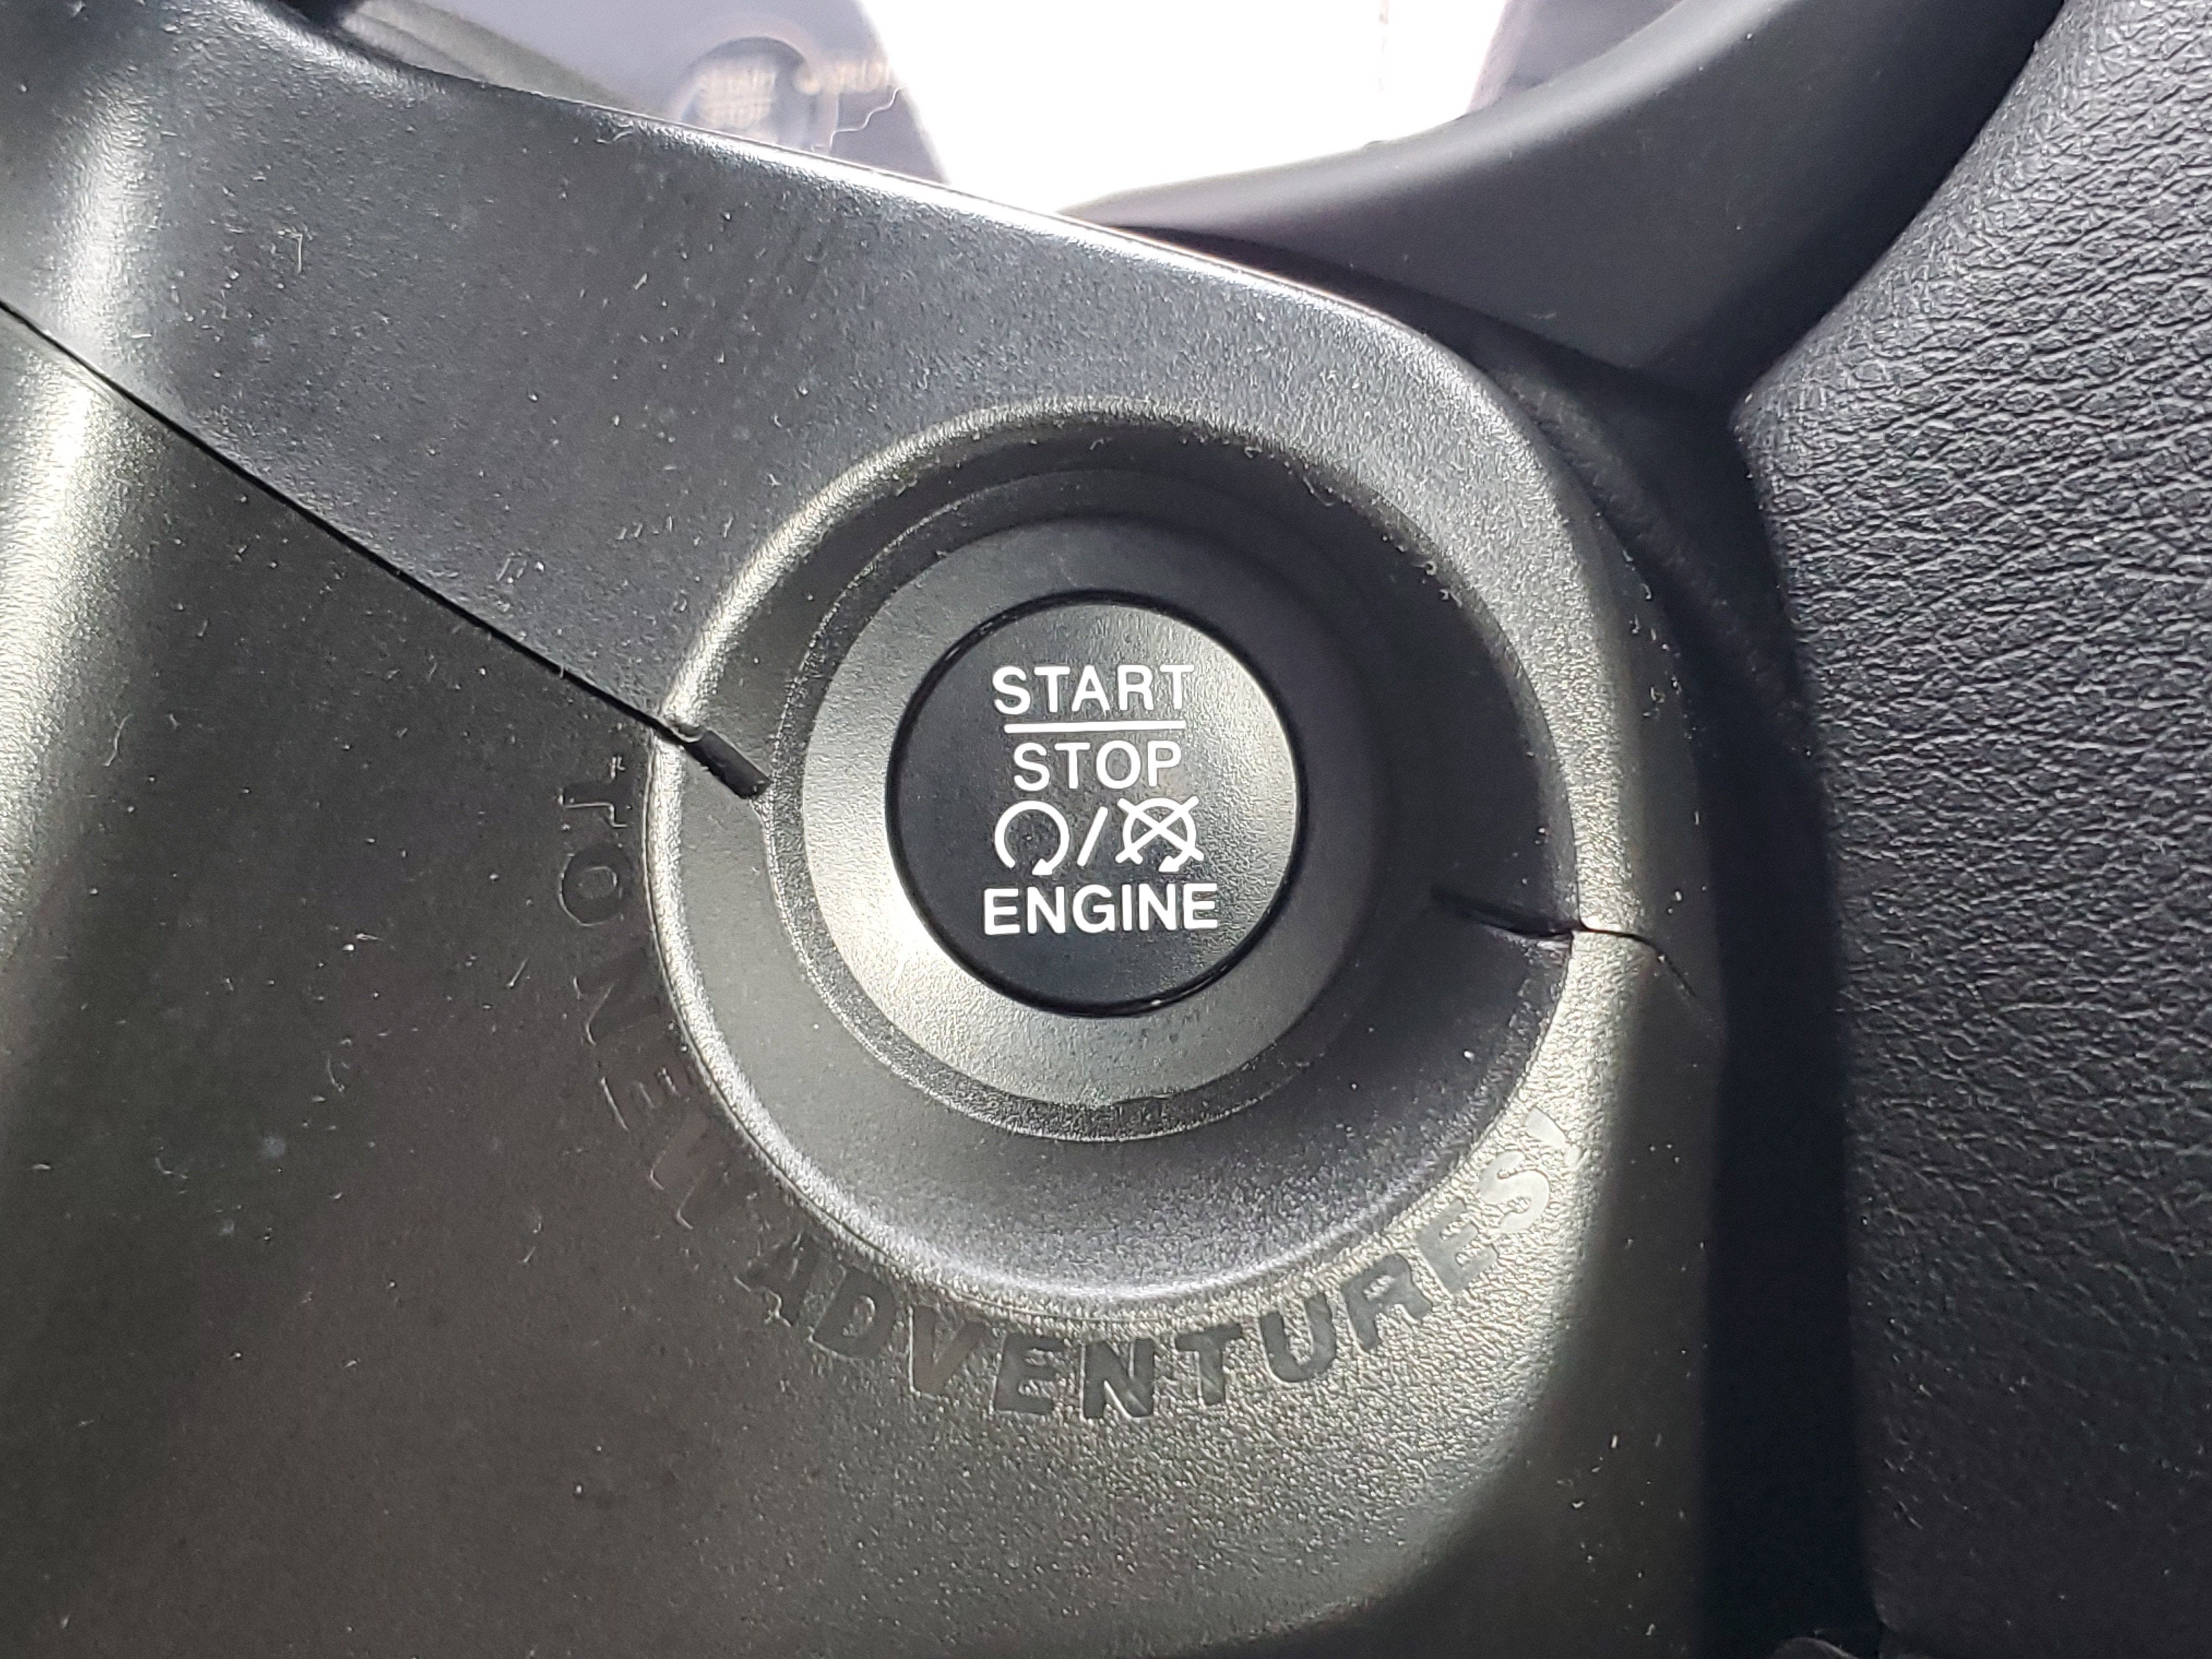 START
STOP
ENGINE
TO NEW ADVENTURES!